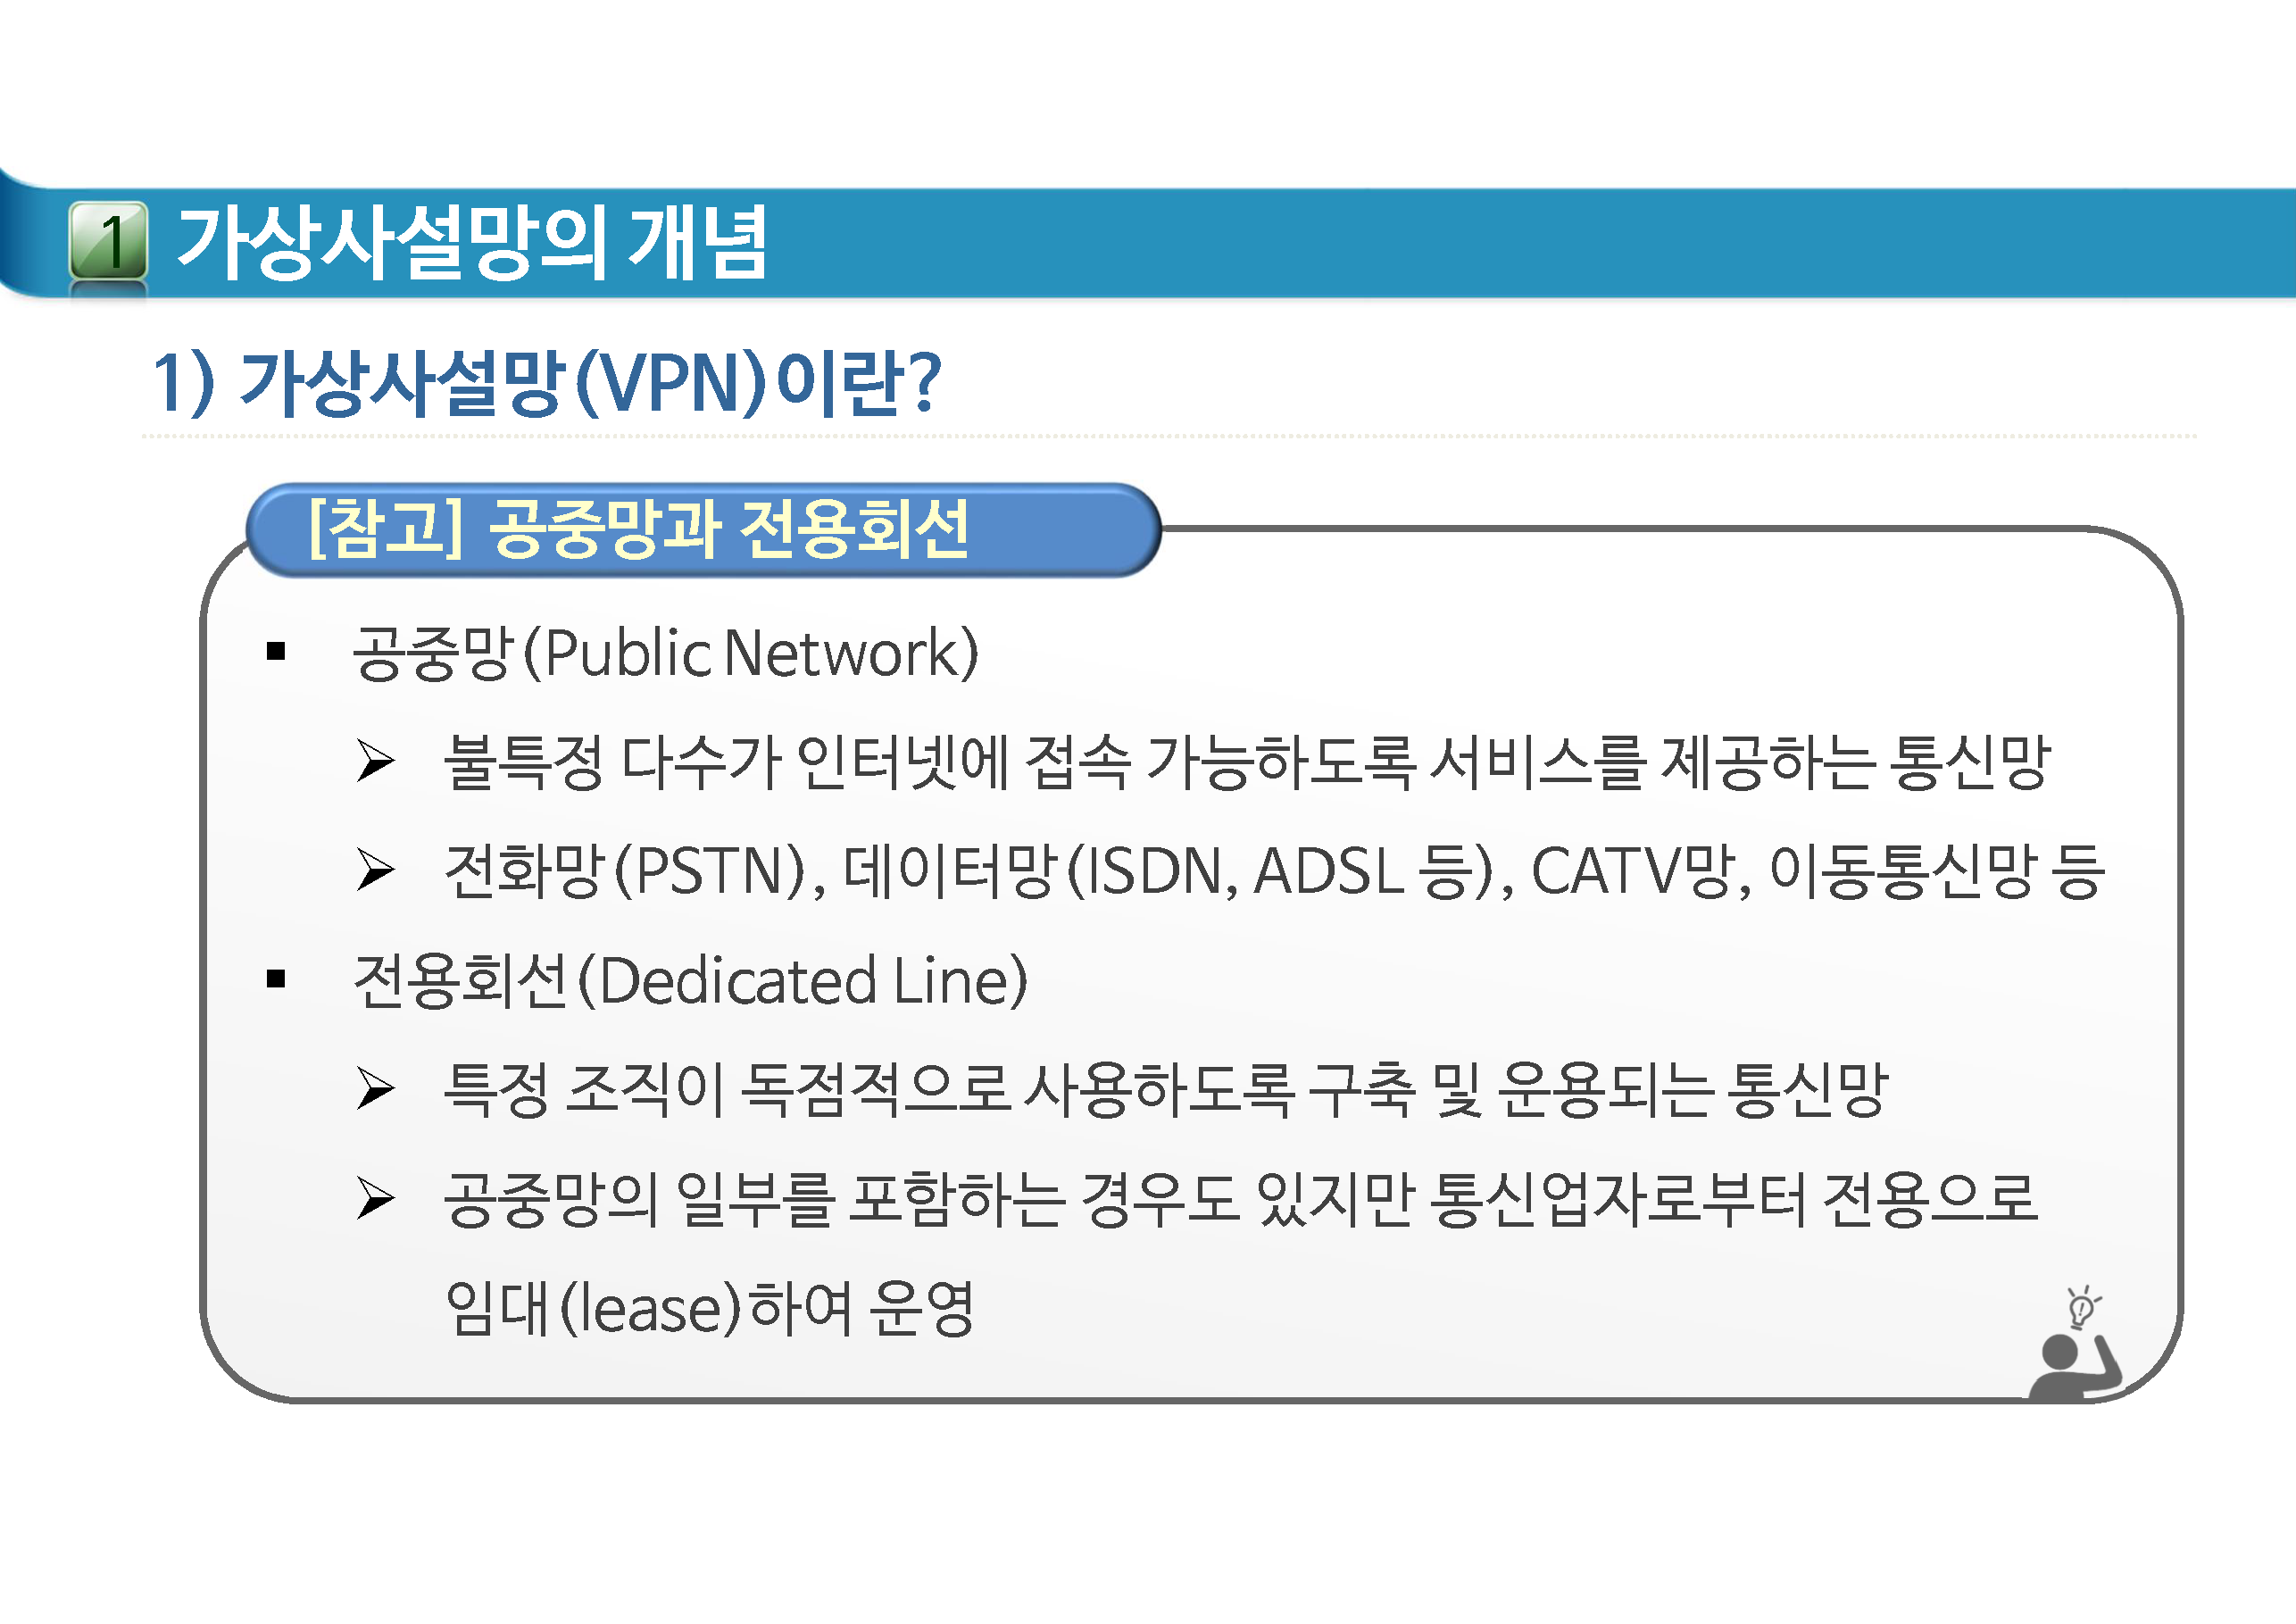 1 가상사설망의 개념
1) 가상사설망(VPN)이란?
[참고] 공중망과 전용회선
▪ 공중망(Public Network)
➢ 불특정 다수가 인터넷에 접속 가능하도록 서비스를 제공하는 통신망
➢ 전화망(PSTN), 데이터망(ISDN, ADSL 등), CATV망, 이동통신망 등
▪ 전용회선(Dedicated Line)
➢ 특정 조직이 독점적으로 사용하도록 구축 및 운용되는 통신망
➢ 공중망의 일부를 포함하는 경우도 있지만 통신업자로부터 전용으로
임대(lease)하여 운영